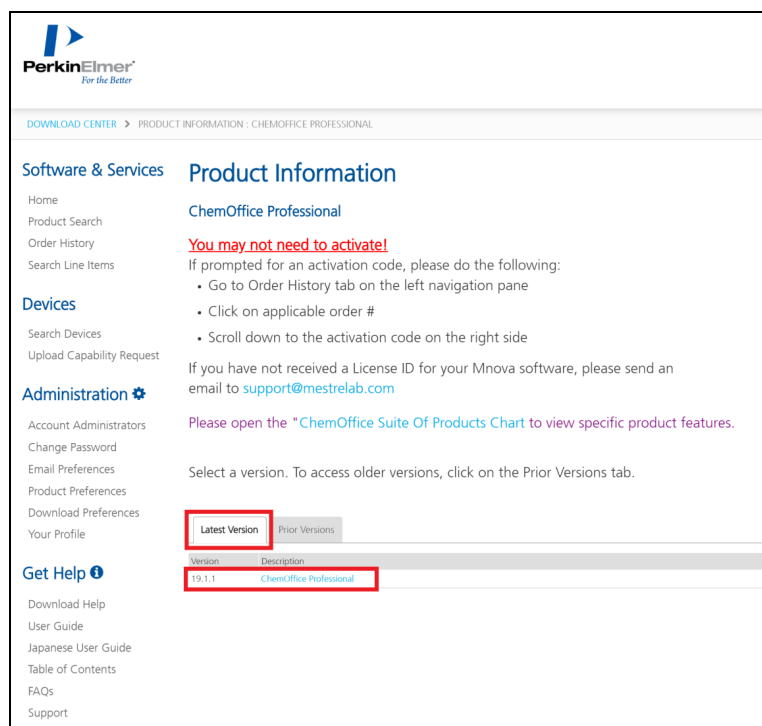 PerkinElmer
For the Better
DOWNLOAD CENTER > PRODUCT INFORMATION : CHEMOFFICE PROFESSIONAL
Software & Services
Home
Product Search
Order History
Search Line Items
Devices
Search Devices
Upload Capability Request
Administration
Account Administrators
Change Password
Email Preferences
Product Preferences
Download Preferences
Your Profile
Get Help
Download Help
User Guide
Japanese User Guide
Table of Contents
FAQs
Support
Product Information
ChemOffice Professional
You may not need to activate!
If prompted for an activation code, please do the following:
• Go to Order History tab on the left navigation pane
• Click on applicable order #
• Scroll down to the activation code on the right side
If you have not received a License ID for your Mnova software, please send an
email to support@mestrelab.com
Please open the "ChemOffice Suite Of Products Chart to view specific product features.
Select a version. To access older versions, click on the Prior Versions tab.
Latest Version Prior Versions
Version Description
19.1.1 ChemOffice Professional